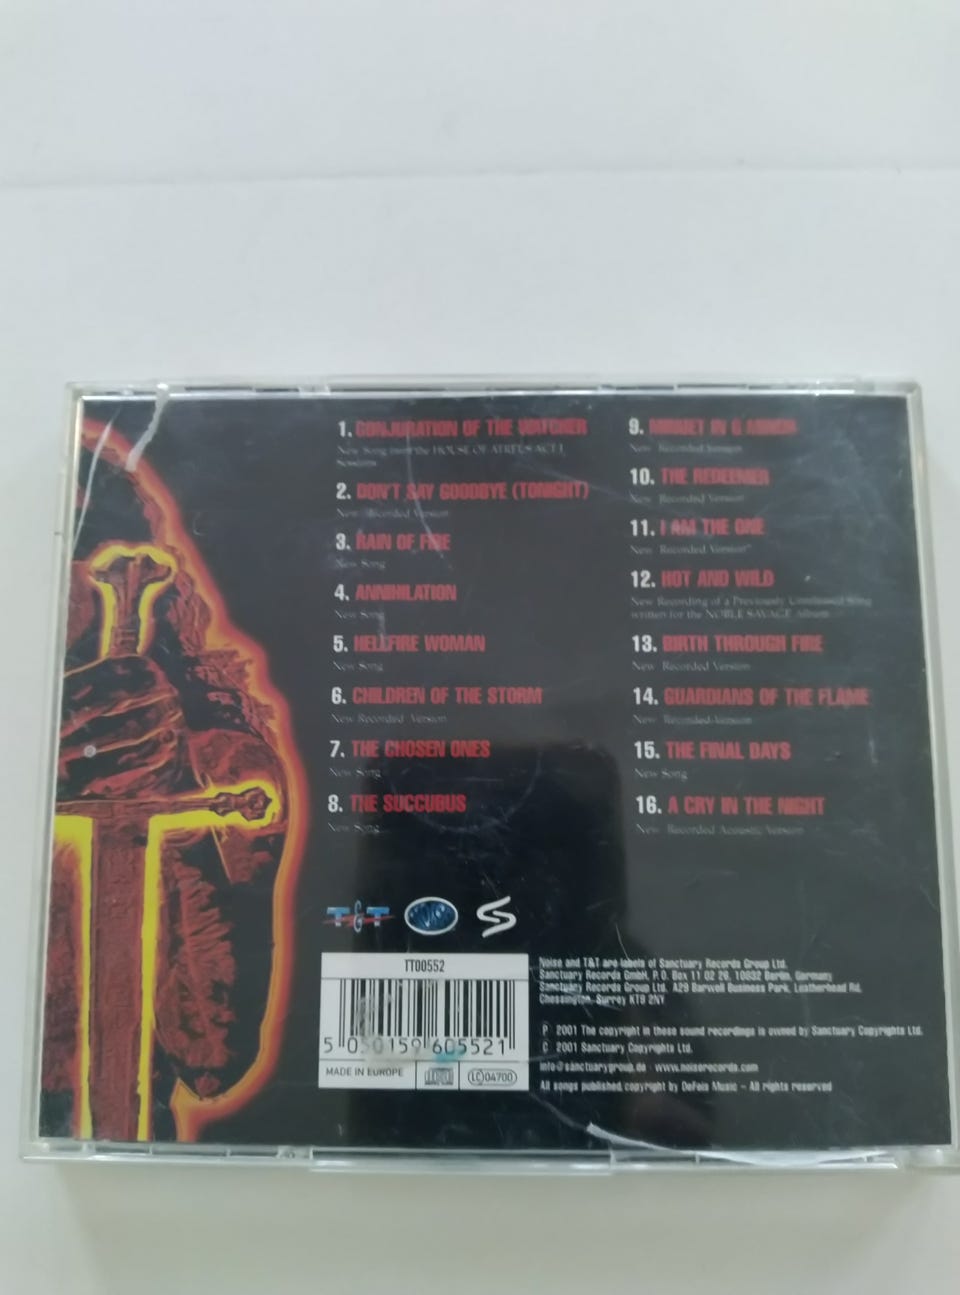 1. CONJURATION OF THE WATCHER
New Song from the HOUSE OF ATREUS ACT I
Sessions
2. DON'T SAY GOODBYE (TONIGHT)
New Recorded Version
3. RAIN OF FIRE
New Song
4. ANNIHILATION
New Song
5. HELLFIRE WOMAN
New Song
6. CHILDREN OF THE STORM
New Recorded Version
7. THE CHOSEN ONES
New Song
8. THE SUCCUBUS
New Song
9. MINUET IN G MINOR
New Recorded Version
10. THE REDEEMER
New Recorded Version
11. I AM THE ONE
New Recorded Version
12. HOT AND WILD
New Recording of a Previously Unreleased Song
written for the NOBLE SAVAGE Album
13. BIRTH THROUGH FIRE
New Recorded Version
14. GUARDIANS OF THE FLAME
New Recorded Version
15. THE FINAL DAYS
New Song
16. A CRY IN THE NIGHT
New Recorded Acoustic Version
T&T
NOISE
TT00552
5 050159 605521
MADE IN EUROPE
LC 04700
Noise and T&T are labels of Sanctuary Records Group Ltd.
Sanctuary Records GmbH, P.O. Box 11 02 26, 10832 Berlin, Germany
Sanctuary Records Group Ltd. A29 Barwell Business Park, Leatherhead Rd,
Chessington, Surrey KT9 2NY
P 2001 The copyright in these sound recordings is owned by Sanctuary Copyrights Ltd.
C 2001 Sanctuary Copyrights Ltd.
info@sanctuarygroup.de · www.noiserecords.com
All songs published copyright by DeFeis Music – All rights reserved